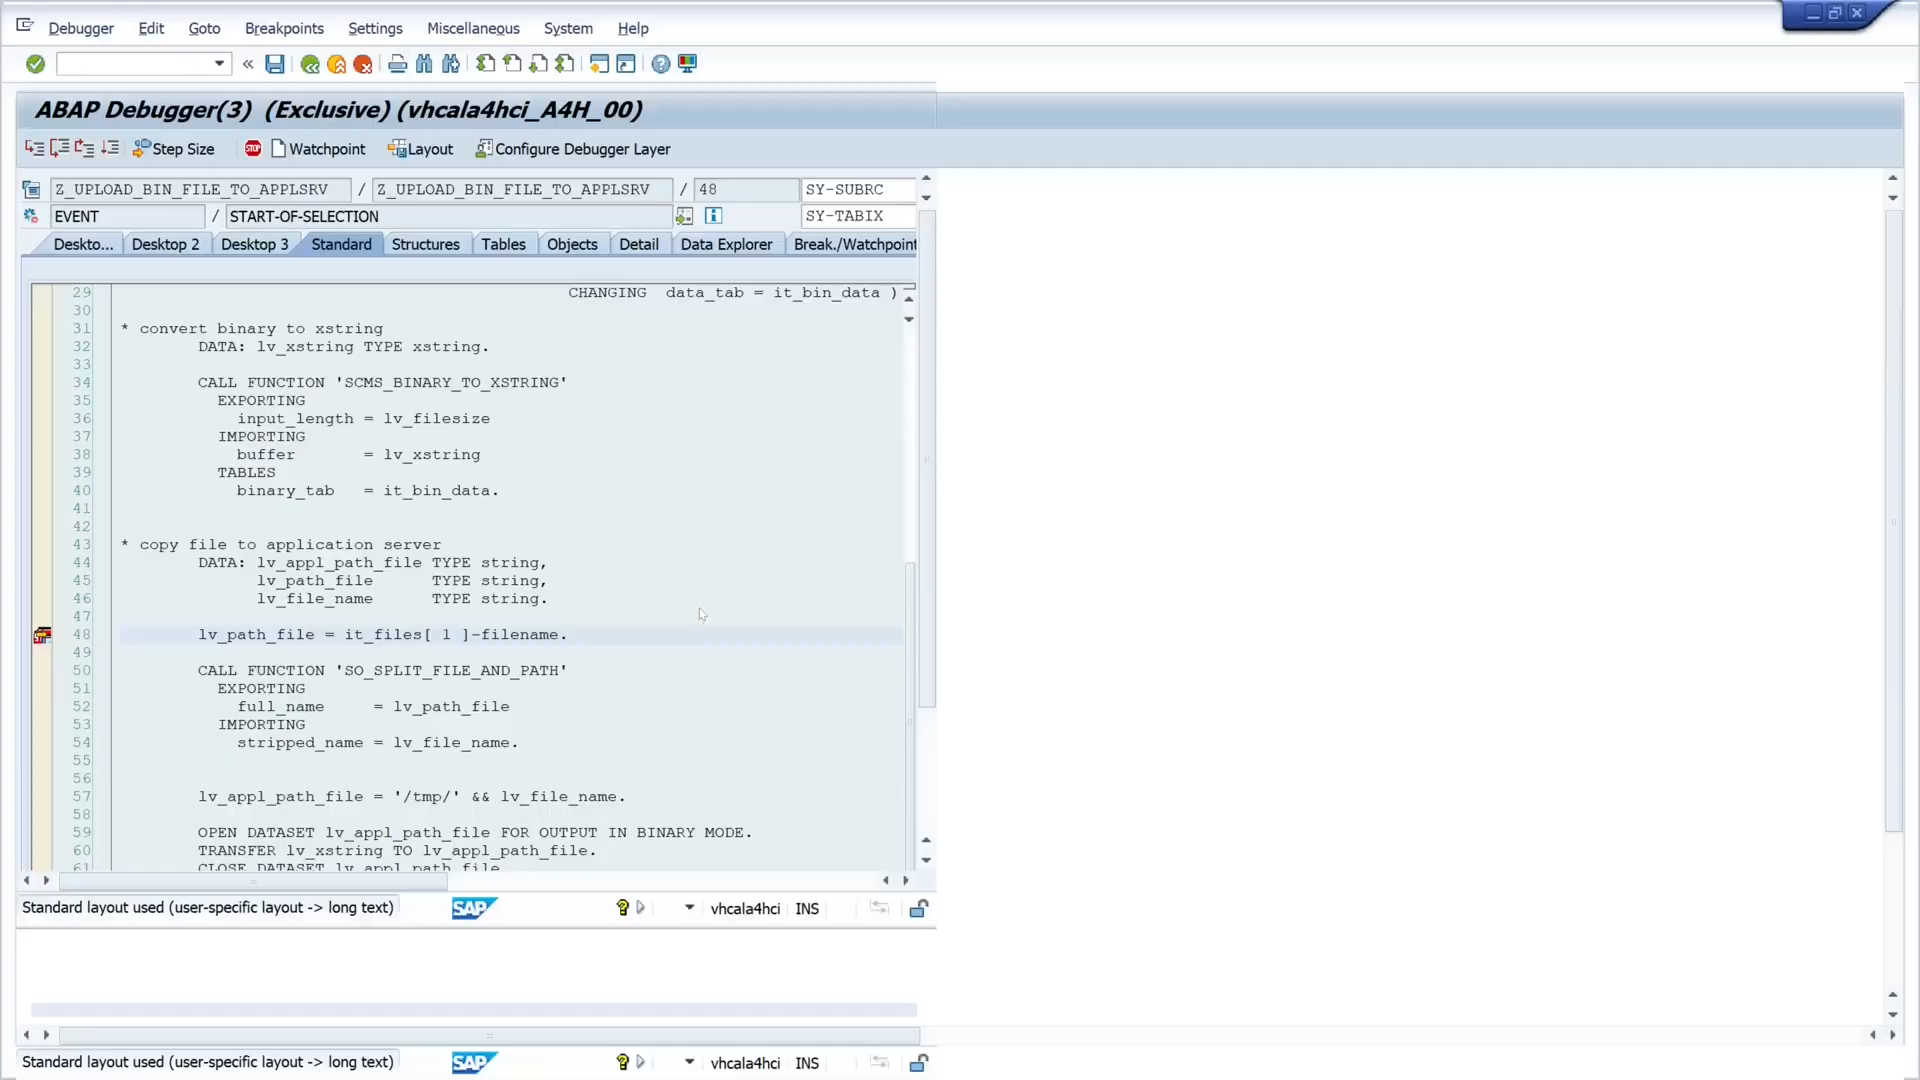 Debugger Edit Goto Breakpoints Settings Miscellaneous System Help
ABAP Debugger(3) (Exclusive) (vhcala4hci_A4H_00)
Step Size STOP Watchpoint Layout Configure Debugger Layer
Z_UPLOAD_BIN_FILE_TO_APPLSRV / Z_UPLOAD_BIN_FILE_TO_APPLSRV / 48 SY-SUBRC
EVENT / START-OF-SELECTION SY-TABIX
Deskto... Desktop 2 Desktop 3 Standard Structures Tables Objects Detail Data Explorer Break./Watchpoint
29 CHANGING data_tab = it_bin_data )
30
31 * convert binary to xstring
32 DATA: lv_xstring TYPE xstring.
33
34 CALL FUNCTION 'SCMS_BINARY_TO_XSTRING'
35 EXPORTING
36 input_length = lv_filesize
37 IMPORTING
38 buffer = lv_xstring
39 TABLES
40 binary_tab = it_bin_data.
41
42
43 * copy file to application server
44 DATA: lv_appl_path_file TYPE string,
45 lv_path_file TYPE string,
46 lv_file_name TYPE string.
47
48 lv_path_file = it_files[ 1 ]-filename.
49
50 CALL FUNCTION 'SO_SPLIT_FILE_AND_PATH'
51 EXPORTING
52 full_name = lv_path_file
53 IMPORTING
54 stripped_name = lv_file_name.
55
56
57 lv_appl_path_file = '/tmp/' && lv_file_name.
58
59 OPEN DATASET lv_appl_path_file FOR OUTPUT IN BINARY MODE.
60 TRANSFER lv_xstring TO lv_appl_path_file.
61 CLOSE DATASET lv_appl_path_file
Standard layout used (user-specific layout -> long text) SAP vhcala4hci INS
Standard layout used (user-specific layout -> long text) SAP vhcala4hci INS